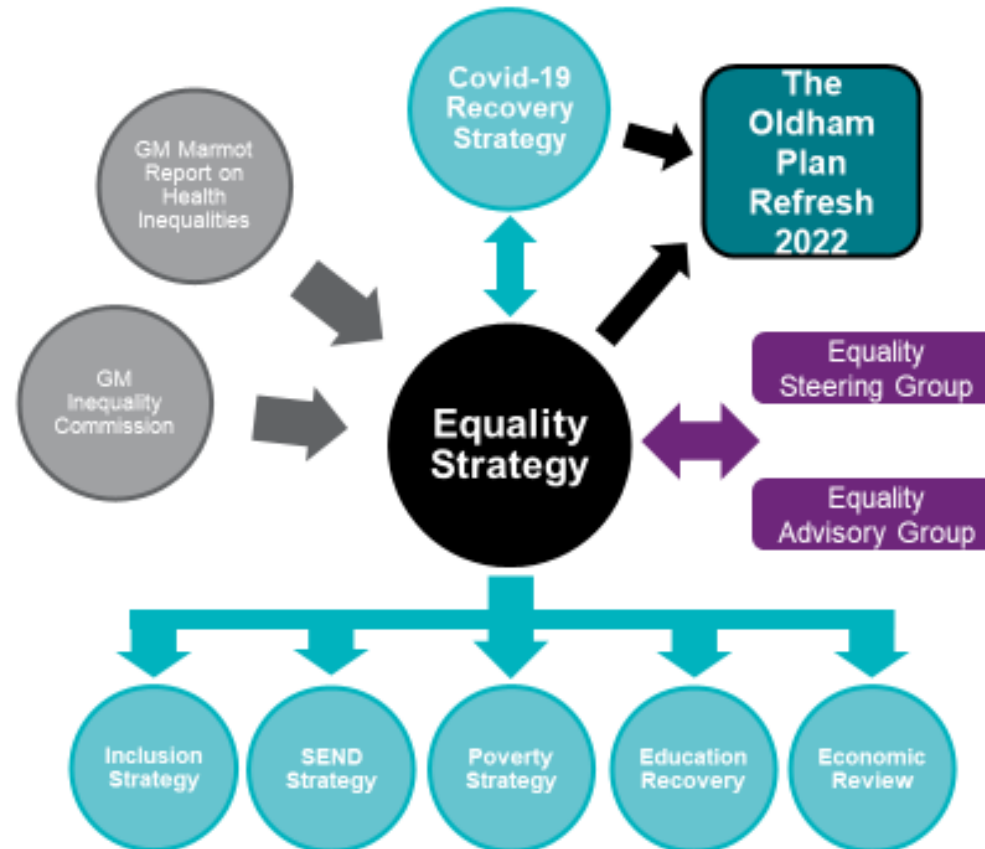 Covid-19
Recovery
Strategy
The
Oldham
Plan
Refresh
2022
GM Marmot
Report on
Health
Inequalities
GM
Inequality
Commission
Equality
Strategy
Equality
Steering Group
Equality
Advisory Group
Inclusion
Strategy
SEND
Strategy
Poverty
Strategy
Education
Recovery
Economic
Review